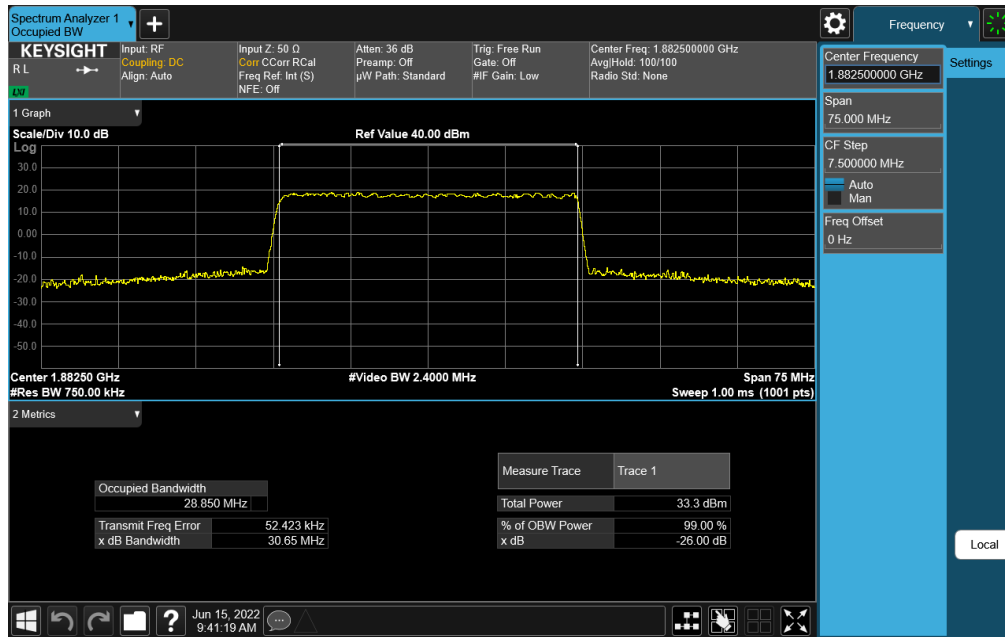 Spectrum Analyzer 1
Occupied BW
+
Frequency
KEYSIGHT
R L
LXI
Input: RF
Coupling: DC
Align: Auto
Input Z: 50 Ω
Corr CCorr RCal
Freq Ref: Int (S)
NFE: Off
Atten: 36 dB
Preamp: Off
µW Path: Standard
Trig: Free Run
Gate: Off
#IF Gain: Low
Center Freq: 1.882500000 GHz
Avg|Hold: 100/100
Radio Std: None
Center Frequency
1.882500000 GHz
Settings
Span
75.000 MHz
CF Step
7.500000 MHz
Auto
Man
Freq Offset
0 Hz
1 Graph
Scale/Div 10.0 dB
Ref Value 40.00 dBm
Log
30.0
20.0
10.0
0.00
-10.0
-20.0
-30.0
-40.0
-50.0
Center 1.88250 GHz
#Video BW 2.4000 MHz
Span 75 MHz
#Res BW 750.00 kHz
Sweep 1.00 ms (1001 pts)
2 Metrics
Measure Trace Trace 1
Occupied Bandwidth
28.850 MHz
Total Power 33.3 dBm
Transmit Freq Error 52.423 kHz
% of OBW Power 99.00 %
x dB Bandwidth 30.65 MHz
x dB -26.00 dB
Local
?
Jun 15, 2022
9:41:19 AM